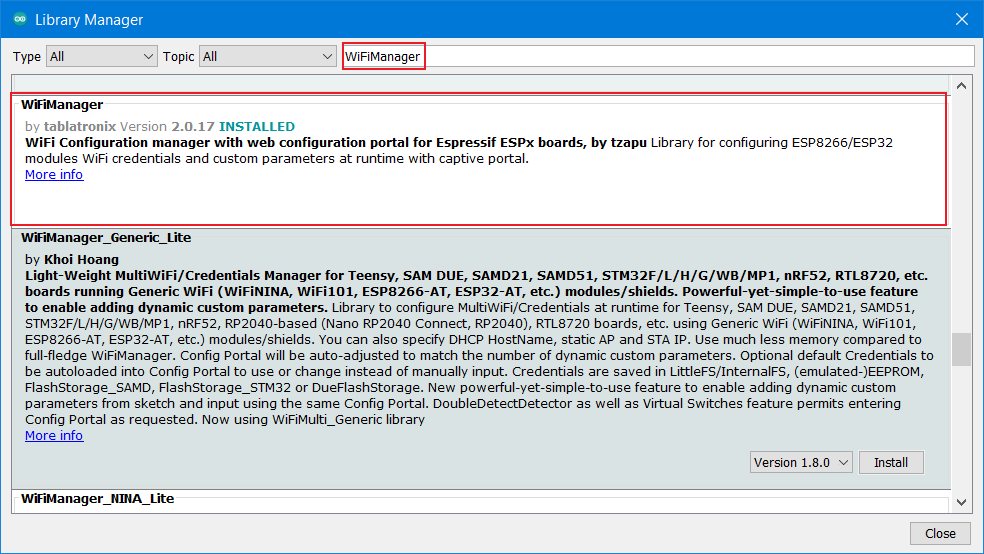 Library Manager
Type All Topic All WiFiManager
WiFiManager
by tablatronix Version 2.0.17 INSTALLED
WiFi Configuration manager with web configuration portal for Espressif ESPx boards, by tzapu Library for configuring ESP8266/ESP32
modules WiFi credentials and custom parameters at runtime with captive portal.
More info
WiFiManager_Generic_Lite
by Khoi Hoang
Light-Weight MultiWiFi/Credentials Manager for Teensy, SAM DUE, SAMD21, SAMD51, STM32F/L/H/G/WB/MP1, nRF52, RTL8720, etc.
boards running Generic WiFi (WiFiNINA, WiFi101, ESP8266-AT, ESP32-AT, etc.) modules/shields. Powerful-yet-simple-to-use feature
to enable adding dynamic custom parameters. Library to configure MultiWiFi/Credentials at runtime for Teensy, SAM DUE, SAMD21, SAMD51,
STM32F/L/H/G/WB/MP1, nRF52, RP2040-based (Nano RP2040 Connect, RP2040), RTL8720 boards, etc. using Generic WiFi (WiFiNINA, WiFi101,
ESP8266-AT, ESP32-AT, etc.) modules/shields. You can also specify DHCP HostName, static AP and STA IP. Use much less memory compared to
full-fledge WiFiManager. Config Portal will be auto-adjusted to match the number of dynamic custom parameters. Optional default Credentials to
be autoloaded into Config Portal to use or change instead of manually input. Credentials are saved in LittleFS/InternalFS, (emulated-)EEPROM,
FlashStorage_SAMD, FlashStorage_STM32 or DueFlashStorage. New powerful-yet-simple-to-use feature to enable adding dynamic custom
parameters from sketch and input using the same Config Portal. DoubleDetectDetector as well as Virtual Switches feature permits entering
Config Portal as requested. Now using WiFiMulti_Generic library
More info
Version 1.8.0 Install
WiFiManager_NINA_Lite
Close